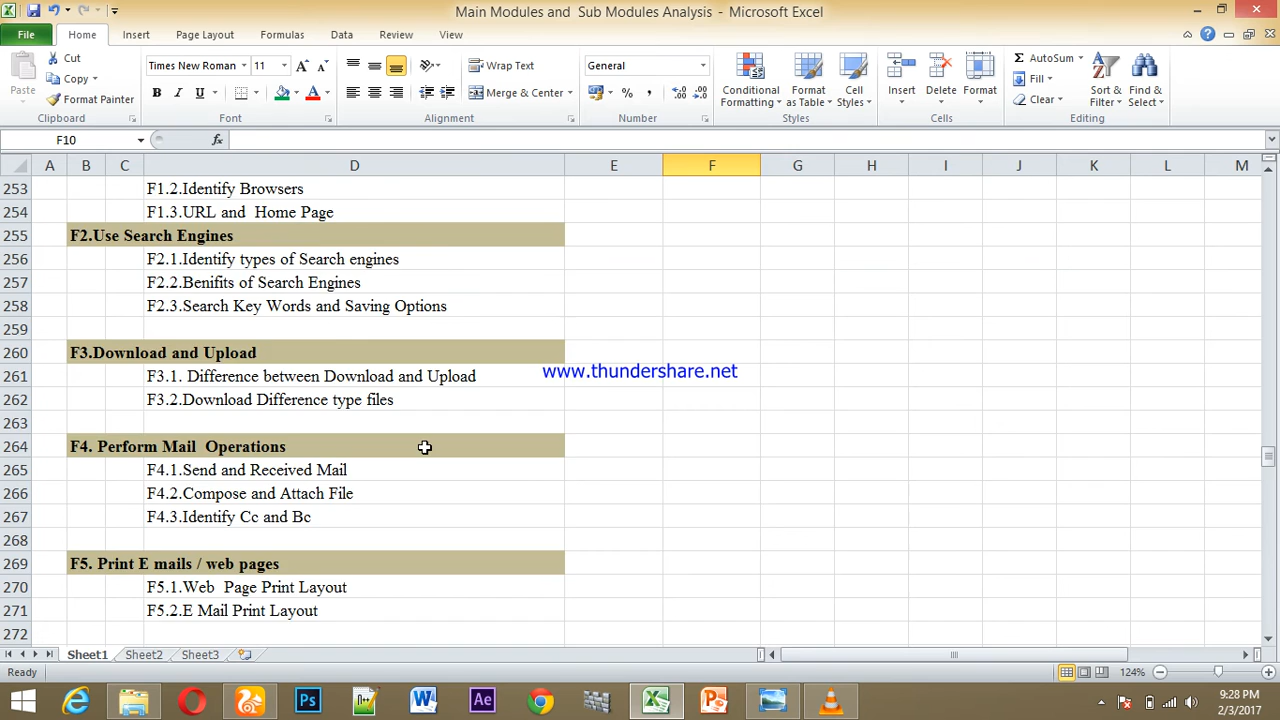 Main Modules and Sub Modules Analysis - Microsoft Excel
File Home Insert Page Layout Formulas Data Review View
Paste
Cut
Copy
Format Painter
Clipboard
Times New Roman 11
B I U
Font
Wrap Text
Merge & Center
Alignment
General
Number
Conditional Formatting
Format as Table
Cell Styles
Styles
Insert
Delete
Format
Cells
AutoSum
Fill
Clear
Sort & Filter
Find & Select
Editing
F10 fx
A B C D E F G H I J K L M
253 F1.2.Identify Browsers
254 F1.3.URL and Home Page
255 F2.Use Search Engines
256 F2.1.Identify types of Search engines
257 F2.2.Benifits of Search Engines
258 F2.3.Search Key Words and Saving Options
259
260 F3.Download and Upload
261 F3.1. Difference between Download and Upload
www.thundershare.net
262 F3.2.Download Difference type files
263
264 F4. Perform Mail Operations
265 F4.1.Send and Received Mail
266 F4.2.Compose and Attach File
267 F4.3.Identify Cc and Bc
268
269 F5. Print E mails / web pages
270 F5.1.Web Page Print Layout
271 F5.2.E Mail Print Layout
272
Sheet1 Sheet2 Sheet3
Ready 124%
9:28 PM
2/3/2017